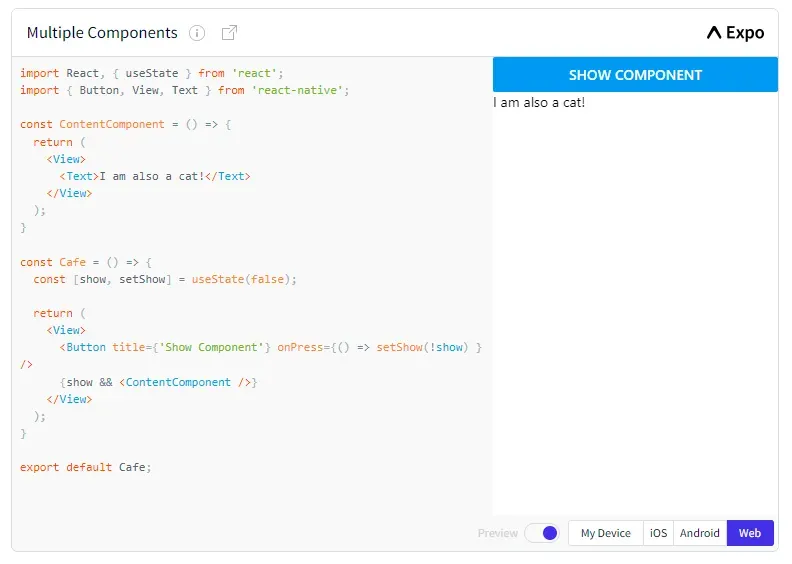 Multiple Components
Expo
import React, { useState } from 'react';
import { Button, View, Text } from 'react-native';
const ContentComponent = () => {
  return (
    <View>
      <Text>I am also a cat!</Text>
    </View>
  );
}
const Cafe = () => {
  const [show, setShow] = useState(false);
  return (
    <View>
      <Button title={'Show Component'} onPress={() => setShow(!show) }
/>
      {show && <ContentComponent />}
    </View>
  );
}
export default Cafe;
SHOW COMPONENT
I am also a cat!
Preview
My Device
iOS
Android
Web